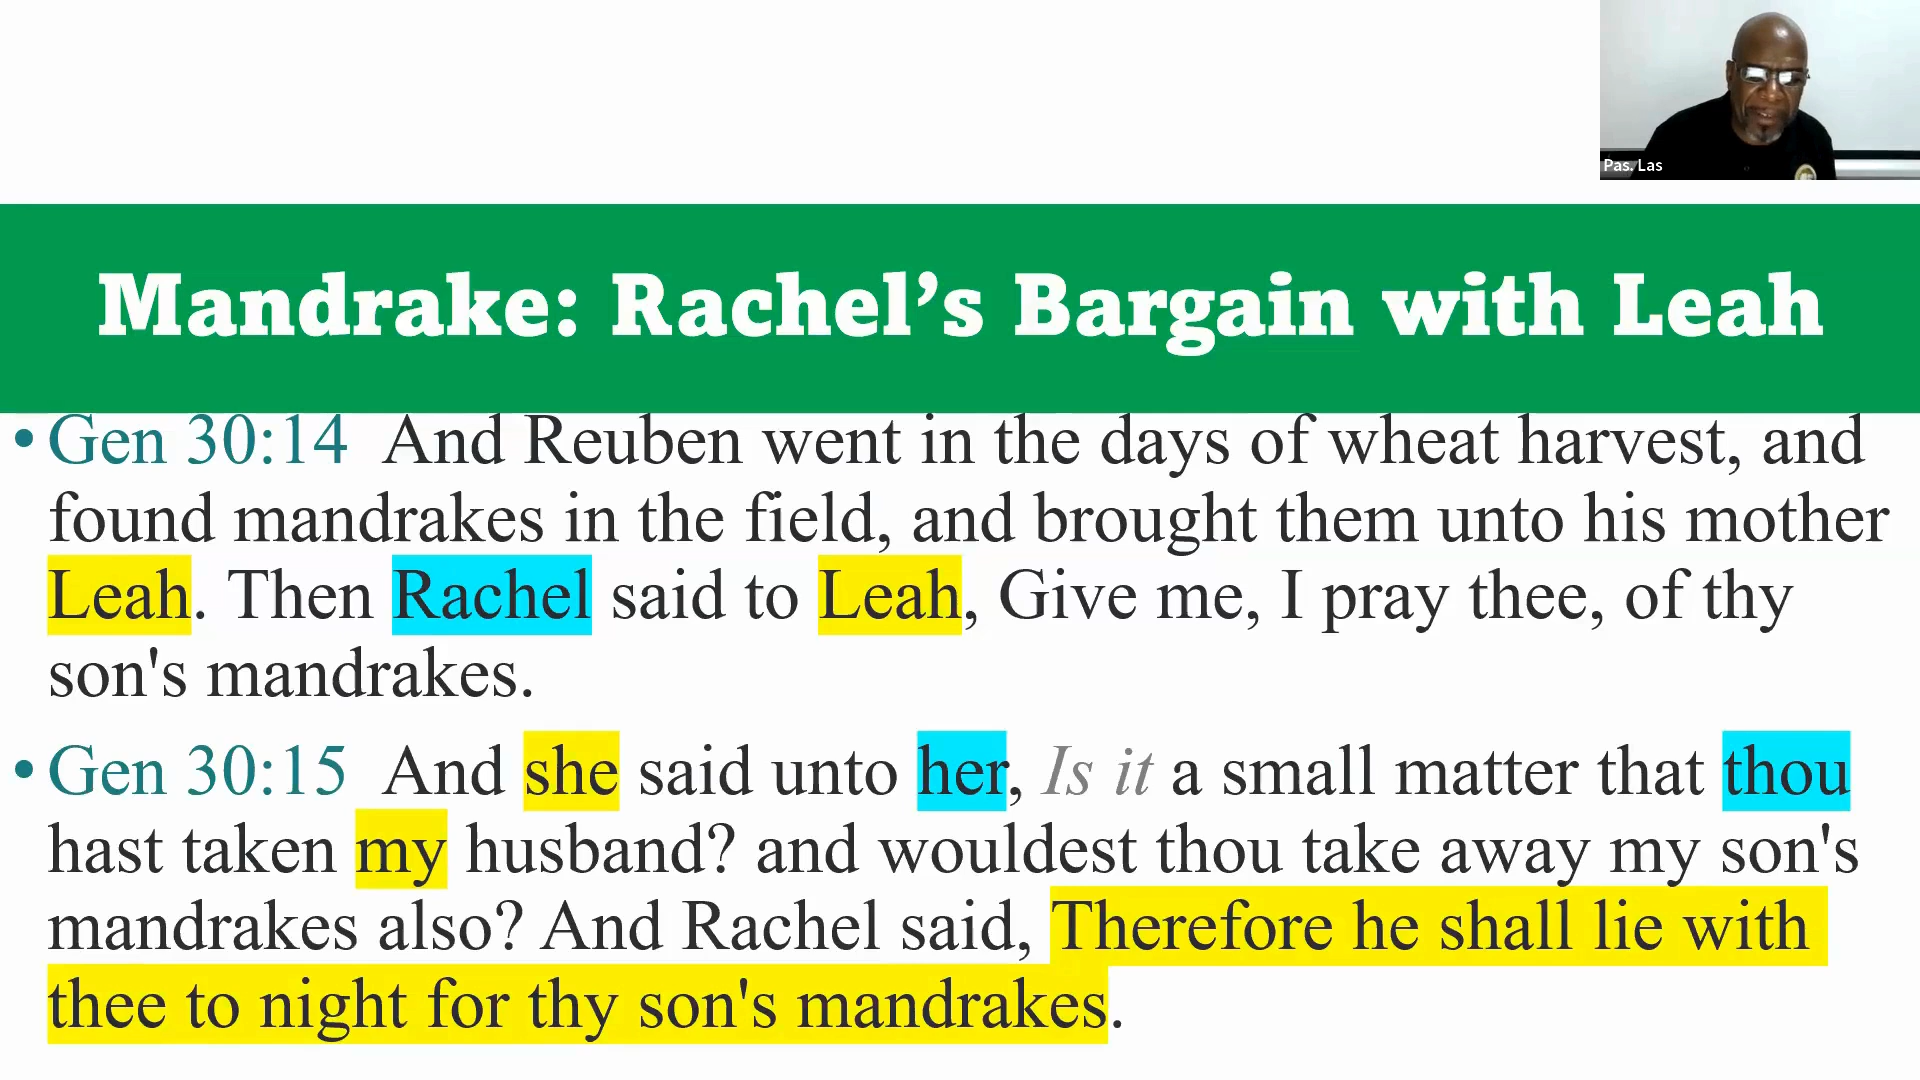 Pas. Las
Mandrake: Rachel’s Bargain with Leah
• Gen 30:14 And Reuben went in the days of wheat harvest, and
found mandrakes in the field, and brought them unto his mother
Leah. Then Rachel said to Leah, Give me, I pray thee, of thy
son's mandrakes.
• Gen 30:15 And she said unto her, Is it a small matter that thou
hast taken my husband? and wouldest thou take away my son's
mandrakes also? And Rachel said, Therefore he shall lie with
thee to night for thy son's mandrakes.